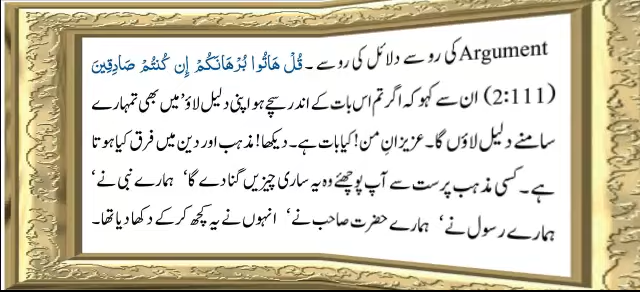 Argument کی رو سے دلائل کی رو سے ۔ قُلْ هَاتُوا بُرْهَانَكُمْ إِن كُنتُمْ صَادِقِينَ
(2:111) ان سے کہو کہ اگر تم اس بات کے اندر سچے ہو اپنی دلیل لاؤ‘ میں بھی تمہارے
سامنے دلیل لاؤں گا۔ عزیزانِ من! کیا بات ہے۔ دیکھا! مذہب اور دین میں فرق کیا ہوتا
ہے۔ کسی مذہب پرست سے آپ پوچھئے وہ یہ ساری چیزیں گنا دے گا‘ ہمارے نبی نے‘
ہمارے رسول نے‘ ہمارے حضرت صاحب نے‘ انہوں نے یہ کچھ کر کے دکھا دیا تھا۔